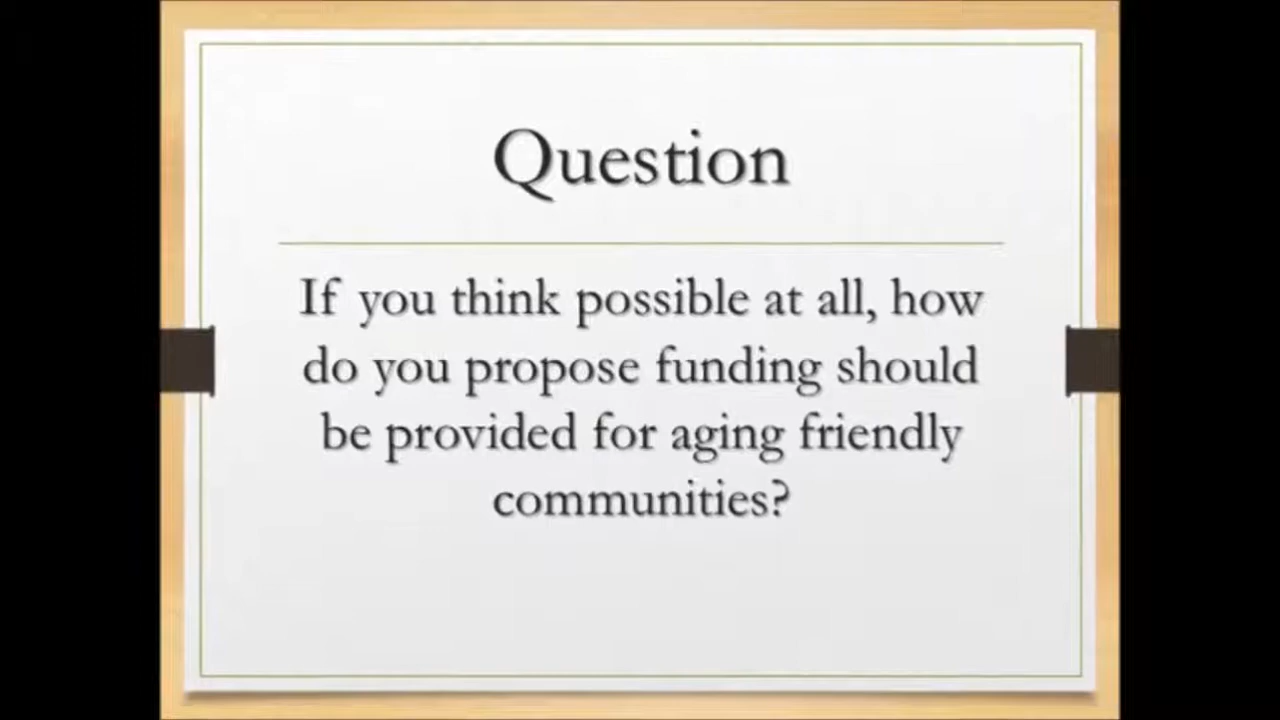 Question
If you think possible at all, how
do you propose funding should
be provided for aging friendly
communities?